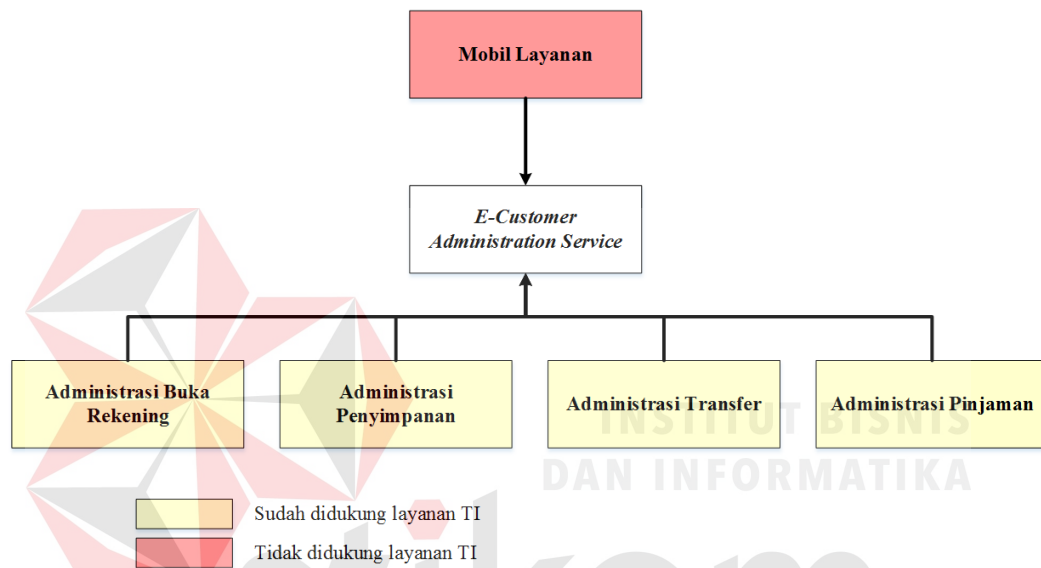 Mobil Layanan
E-Customer
Administration Service
Administrasi Buka
Rekening
Administrasi
Penyimpanan
Administrasi Transfer
Administrasi Pinjaman
INSTITUT BISNIS
DAN INFORMATIKA
Sudah didukung layanan TI
Tidak didukung layanan TI